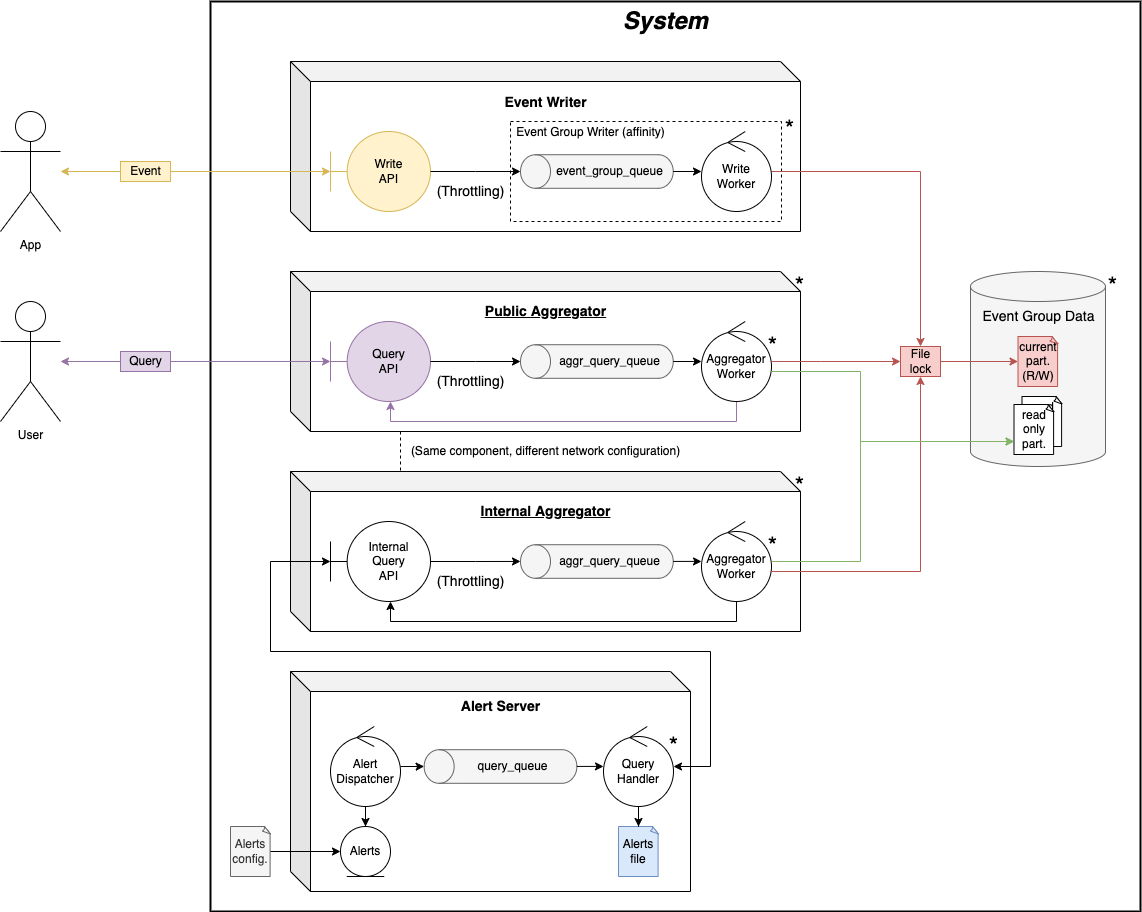 System
Event Writer
*
Event Group Writer (affinity)
Write
API
(Throttling)
event_group_queue
Write
Worker
Event
App
*
Public Aggregator
Query
API
(Throttling)
aggr_query_queue
*
Aggregator
Worker
Query
User
File
lock
*
Event Group Data
current
part.
(R/W)
read
only
part.
(Same component, different network configuration)
*
Internal Aggregator
Internal
Query
API
(Throttling)
aggr_query_queue
*
Aggregator
Worker
Alert Server
Alert
Dispatcher
query_queue
*
Query
Handler
Alerts
config.
Alerts
Alerts
file